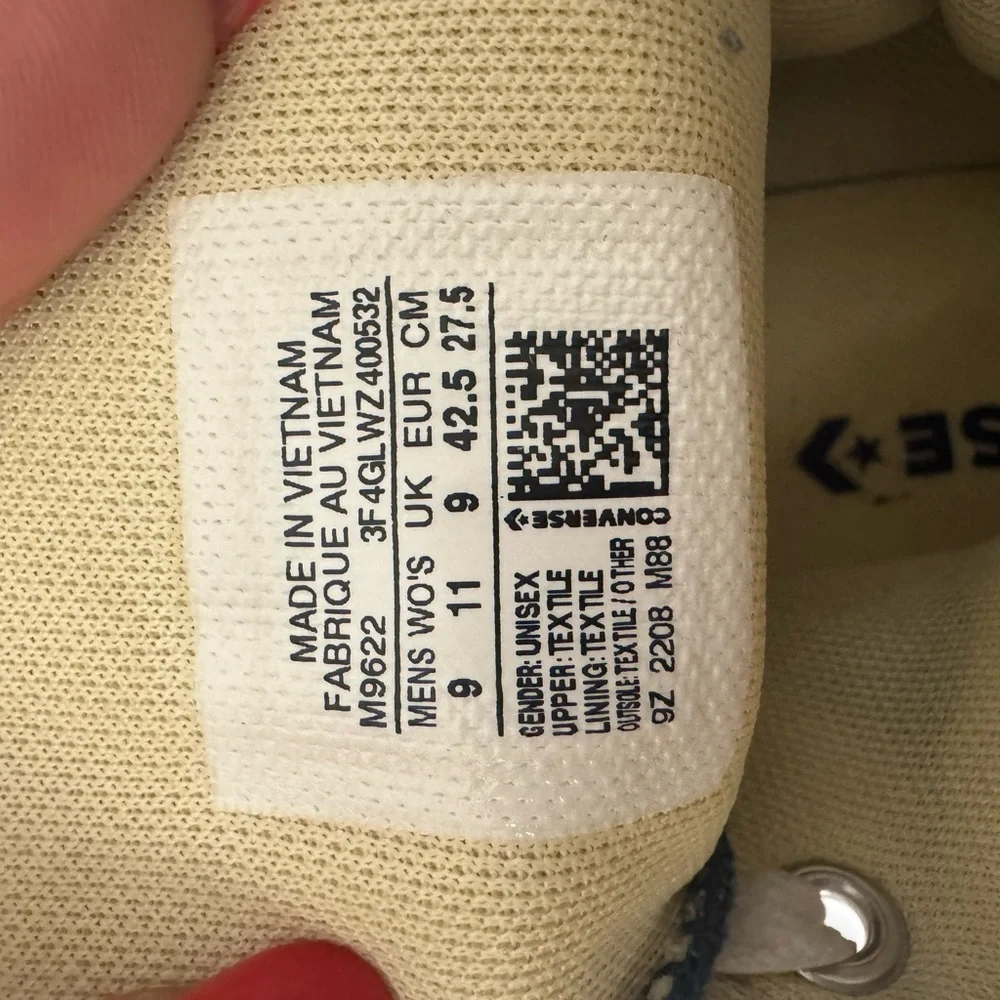 MADE IN VIETNAM
FABRIQUE AU VIETNAM
M9622 3F4GLWZ400532
MENS WO'S UK EUR CM
9 11 9 42.5 27.5
GENDER: UNISEX
UPPER: TEXTILE
LINING: TEXTILE
OUTSOLE: TEXTILE / OTHER
9Z 2208 M88
CONVERSE
SE